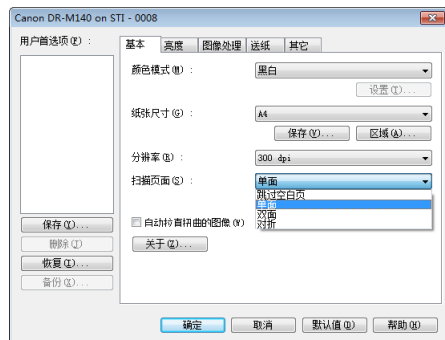 Canon DR-M140 on STI - 0008
用户首选项(F) :
基本 亮度 图像处理 送纸 其它
颜色模式(M) :
黑白
设置(I)...
纸张尺寸(G) :
A4
保存(V)... 区域(A)...
分辨率(R) :
300 dpi
扫描页面(S) :
单面
跳过空白页
单面
双面
对折
自动拉直扭曲的图像(W)
关于(Z)...
保存(Y)...
删除(J)
恢复(E)...
备份(X)...
确定 取消 默认值(D) 帮助(H)